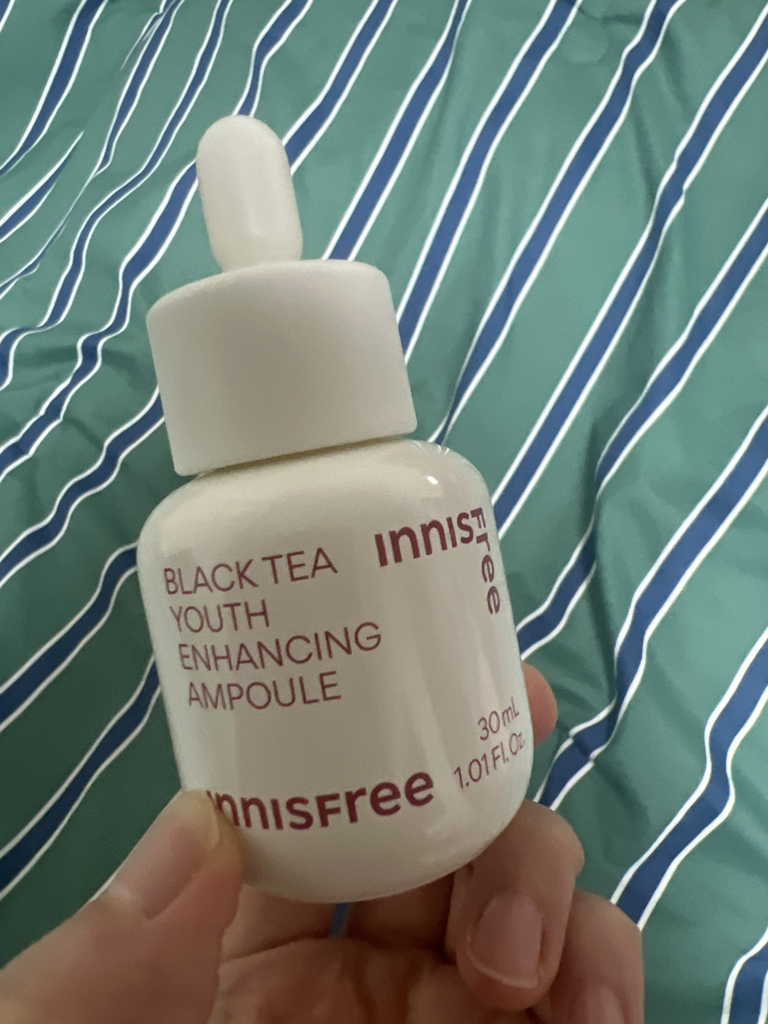 BLACK TEA
YOUTH
ENHANCING
AMPOULE
INNISFree
30 mL
1.01 Fl. Oz.
INNISFree